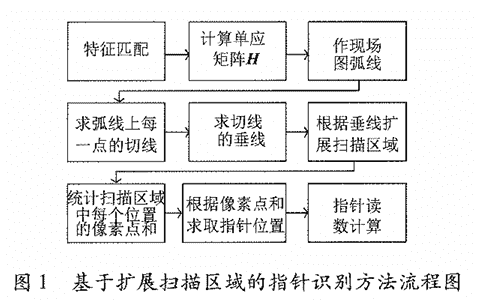 特征匹配
计算单应
矩阵H
作现场
图弧线
求弧线上每
一点的切线
求切线
的垂线
根据垂线扩
展扫描区域
统计扫描区域
中每个位置
的像素点和
根据像素点和
求取指针位置
指针读
数计算
图1 基于扩展扫描区域的指针识别方法流程图